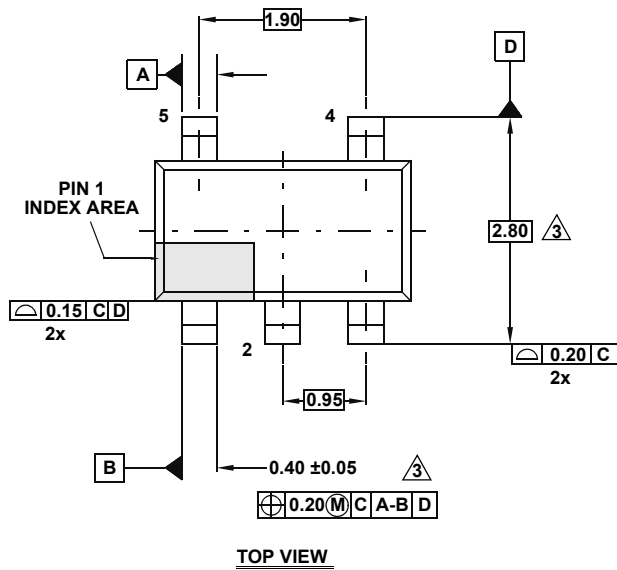 1.90
D
A
5
4
PIN 1
INDEX AREA
2.80
3
0.15 C D
2x
2
0.20 C
2x
0.95
B
0.40 ±0.05
3
0.20 Ⓜ C A-B D
TOP VIEW